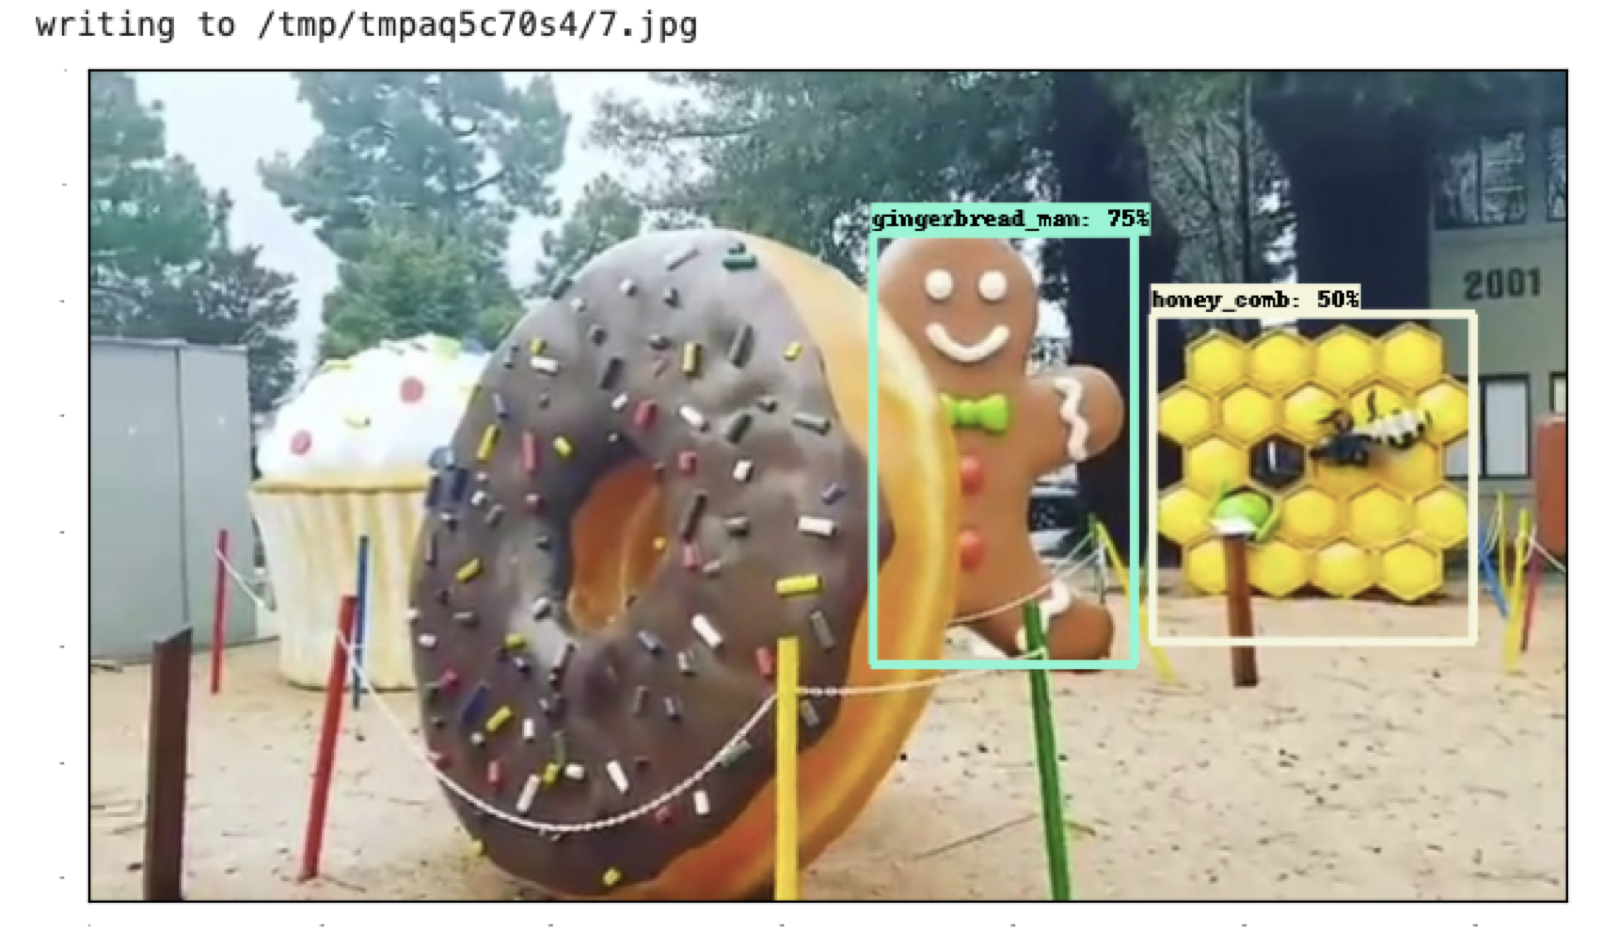 writing to /tmp/tmpaq5c70s4/7.jpg
gingerbread_man: 75%
honey_comb: 50%
2001